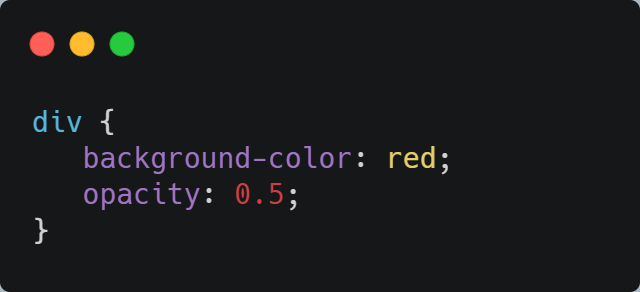 div {
   background-color: red;
   opacity: 0.5;
}